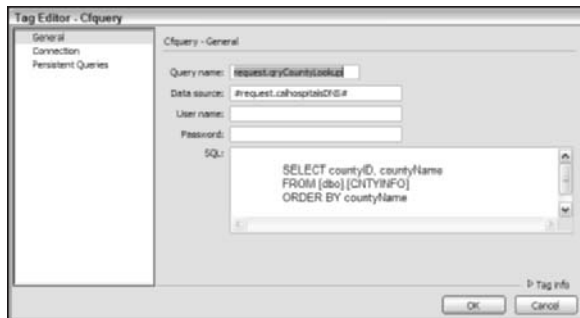 Tag Editor - Cfquery
General
Connection
Persistent Queries
Cfquery - General
Query name: request.qryCountyLookup
Data source: #request.calhospitalsDNS#
User name:
Password:
SQL:
SELECT countyID, countyName
FROM [dbo].[CNTYINFO]
ORDER BY countyName
Tag info
OK
Cancel